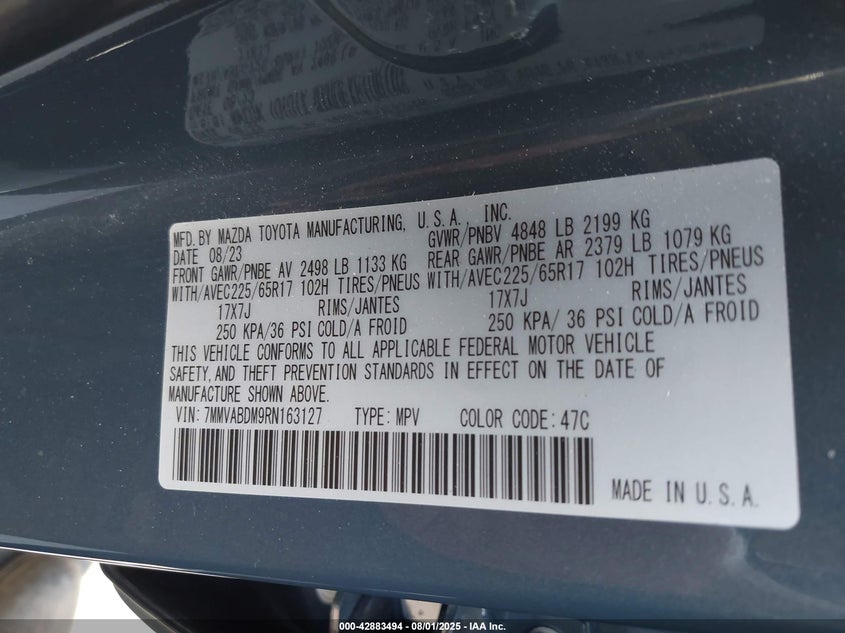 MFD. BY MAZDA TOYOTA MANUFACTURING, U.S.A., INC.
DATE 08/23 GVWR/PNBV 4848 LB 2199 KG
FRONT GAWR/PNBE AV 2498 LB 1133 KG REAR GAWR/PNBE AR 2379 LB 1079 KG
WITH/AVEC225/65R17 102H TIRES/PNEUS WITH/AVEC225/65R17 102H TIRES/PNEUS
17X7J RIMS/JANTES 17X7J RIMS/JANTES
250 KPA/36 PSI COLD/A FROID 250 KPA/ 36 PSI COLD/A FROID
THIS VEHICLE CONFORMS TO ALL APPLICABLE FEDERAL MOTOR VEHICLE
SAFETY, AND THEFT PREVENTION STANDARDS IN EFFECT ON THE DATE OF
MANUFACTURE SHOWN ABOVE.
VIN: 7MMVABDM9RN163127 TYPE: MPV COLOR CODE: 47C
MADE IN U.S.A.
000-42883494 - 08/01/2025 - IAA Inc.